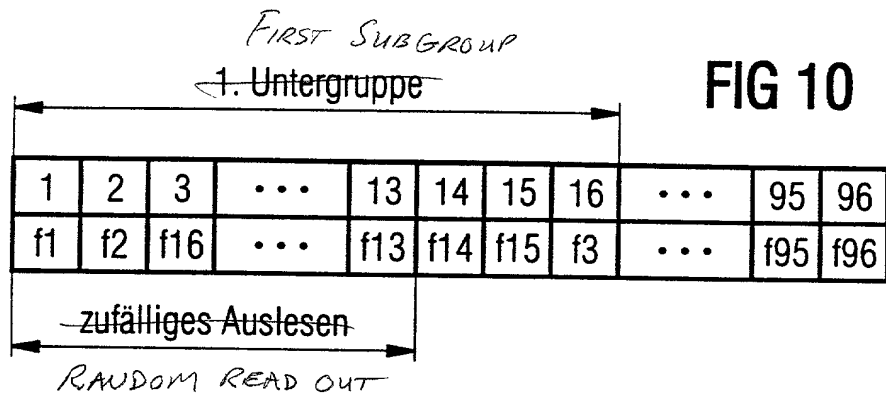 FIRST SUBGROUP
1. Untergruppe
FIG 10
1 2 3 ••• 13 14 15 16 ••• 95 96
f1 f2 f16 ••• f13 f14 f15 f3 ••• f95 f96
zufälliges Auslesen
RANDOM READ OUT